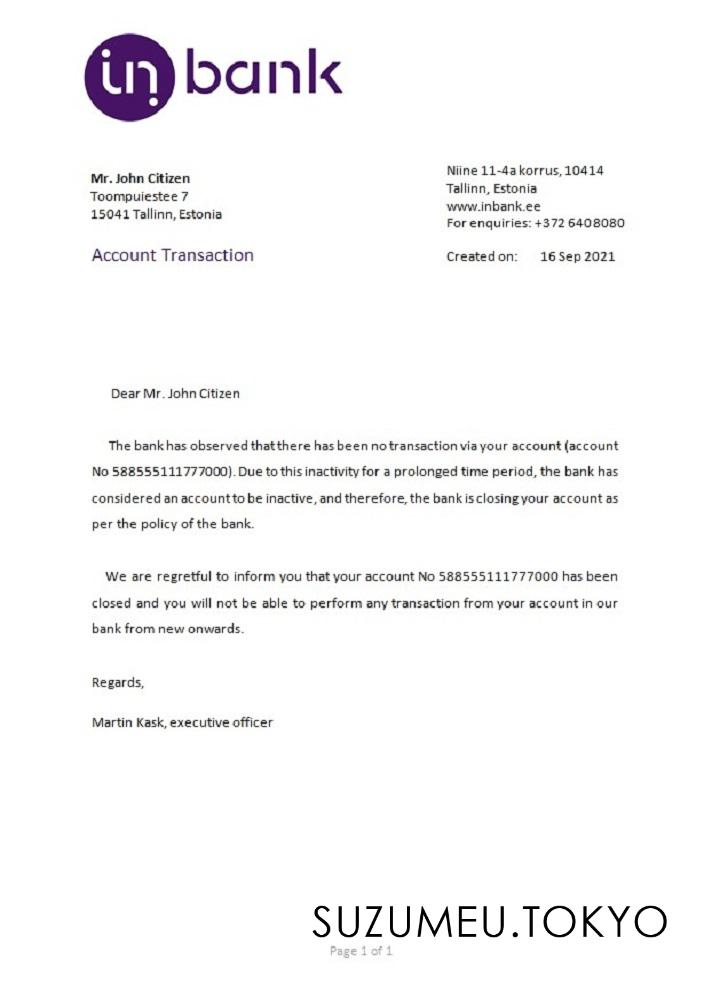 in bank
Mr. John Citizen
Toompuiestee 7
15041 Tallinn, Estonia
Niine 11-4a korrus, 10414
Tallinn, Estonia
www.inbank.ee
For enquiries: +372 6408080
Account Transaction
Created on: 16 Sep 2021
Dear Mr. John Citizen
The bank has observed that there has been no transaction via your account (account
No 588555111777000). Due to this inactivity for a prolonged time period, the bank has
considered an account to be inactive, and therefore, the bank is closing your account as
per the policy of the bank.
We are regretful to inform you that your account No 588555111777000 has been
closed and you will not be able to perform any transaction from your account in our
bank from new onwards.
Regards,
Martin Kask, executive officer
SUZUMEU.TOKYO
Page 1 of 1